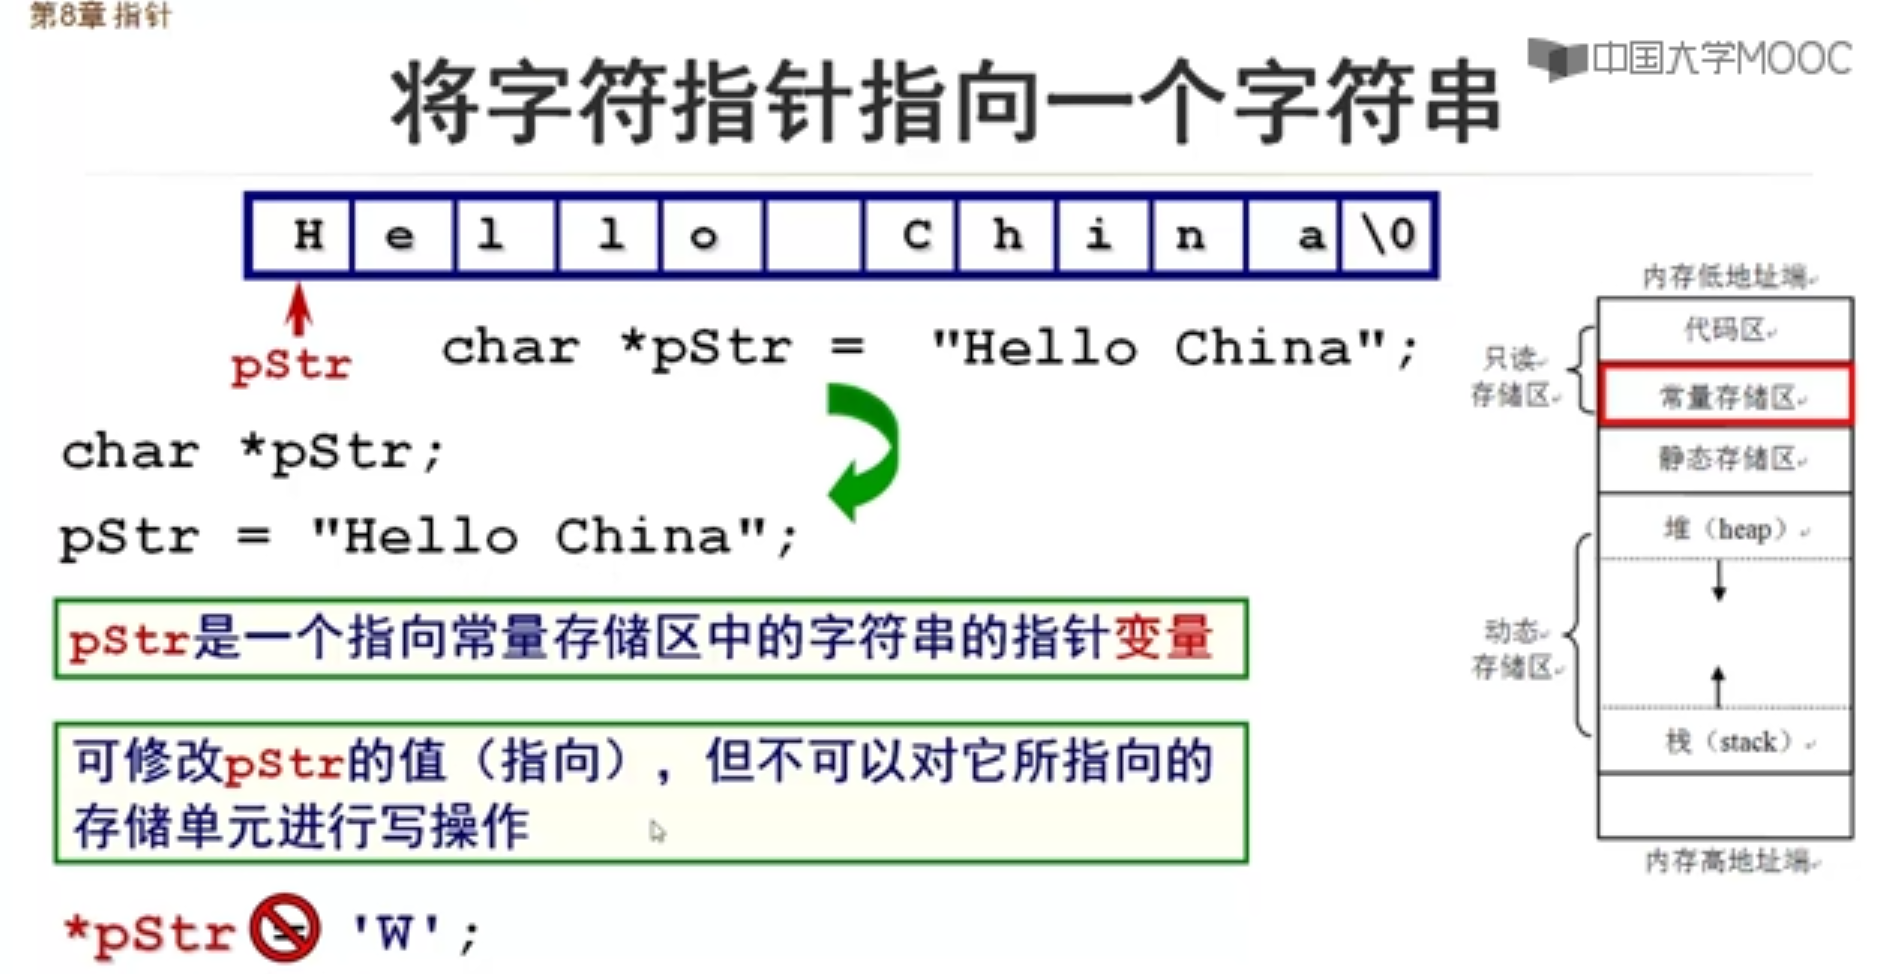 第8章 指针
中国大学MOOC
将字符指针指向一个字符串
H e l l o C h i n a \0
pStr
char *pStr = "Hello China";
char *pStr;
pStr = "Hello China";
pStr是一个指向常量存储区中的字符串的指针变量
可修改pStr的值（指向），但不可以对它所指向的
存储单元进行写操作
*pStr = 'W';
内存低地址端
代码区
只读
存储区
常量存储区
静态存储区
堆（heap）
动态
存储区
栈（stack）
内存高地址端